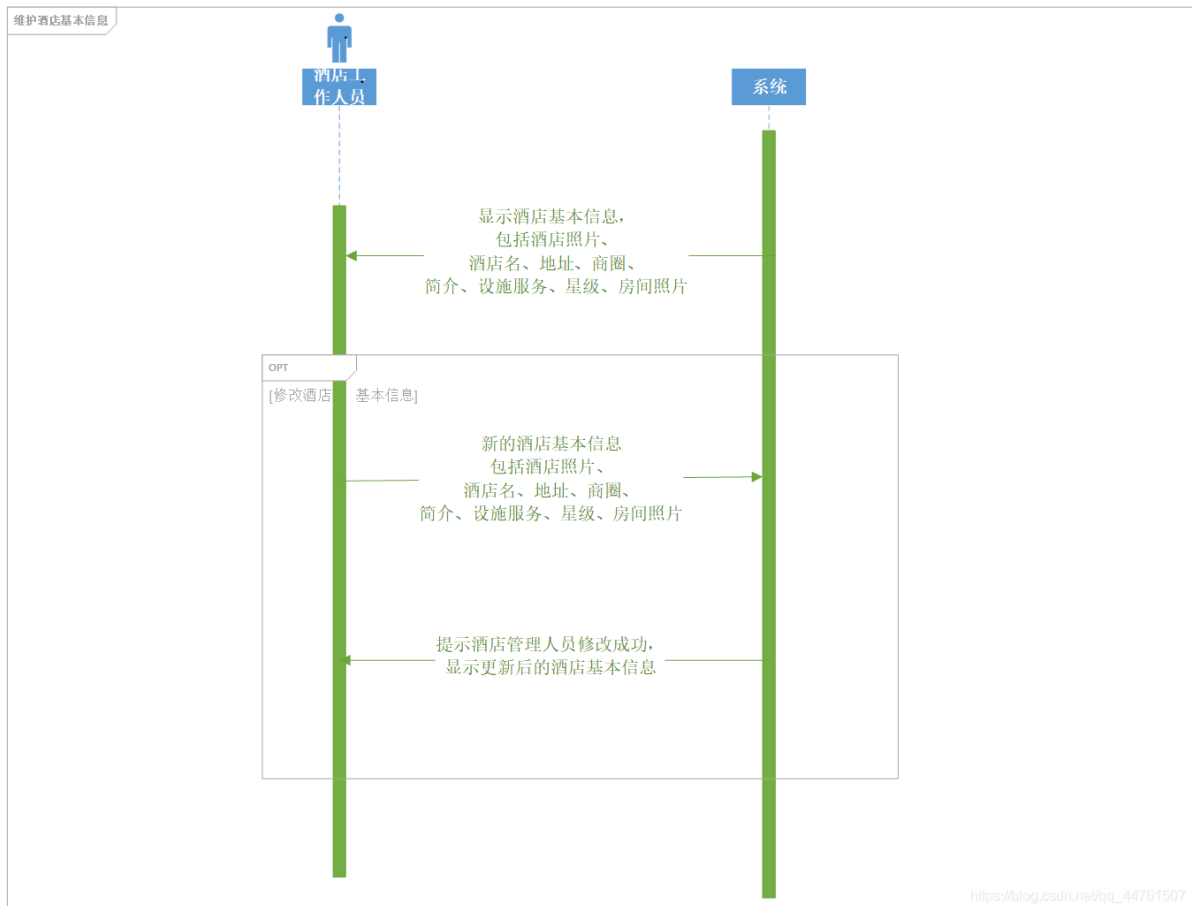 维护酒店基本信息
酒店工
作人员
系统
显示酒店基本信息，
包括酒店照片、
酒店名、地址、商圈、
简介、设施服务、星级、房间照片
OPT
[修改酒店 基本信息]
新的酒店基本信息
包括酒店照片、
酒店名、地址、商圈、
简介、设施服务、星级、房间照片
提示酒店管理人员修改成功，
显示更新后的酒店基本信息
https://blog.csdn.net/qq_44761507